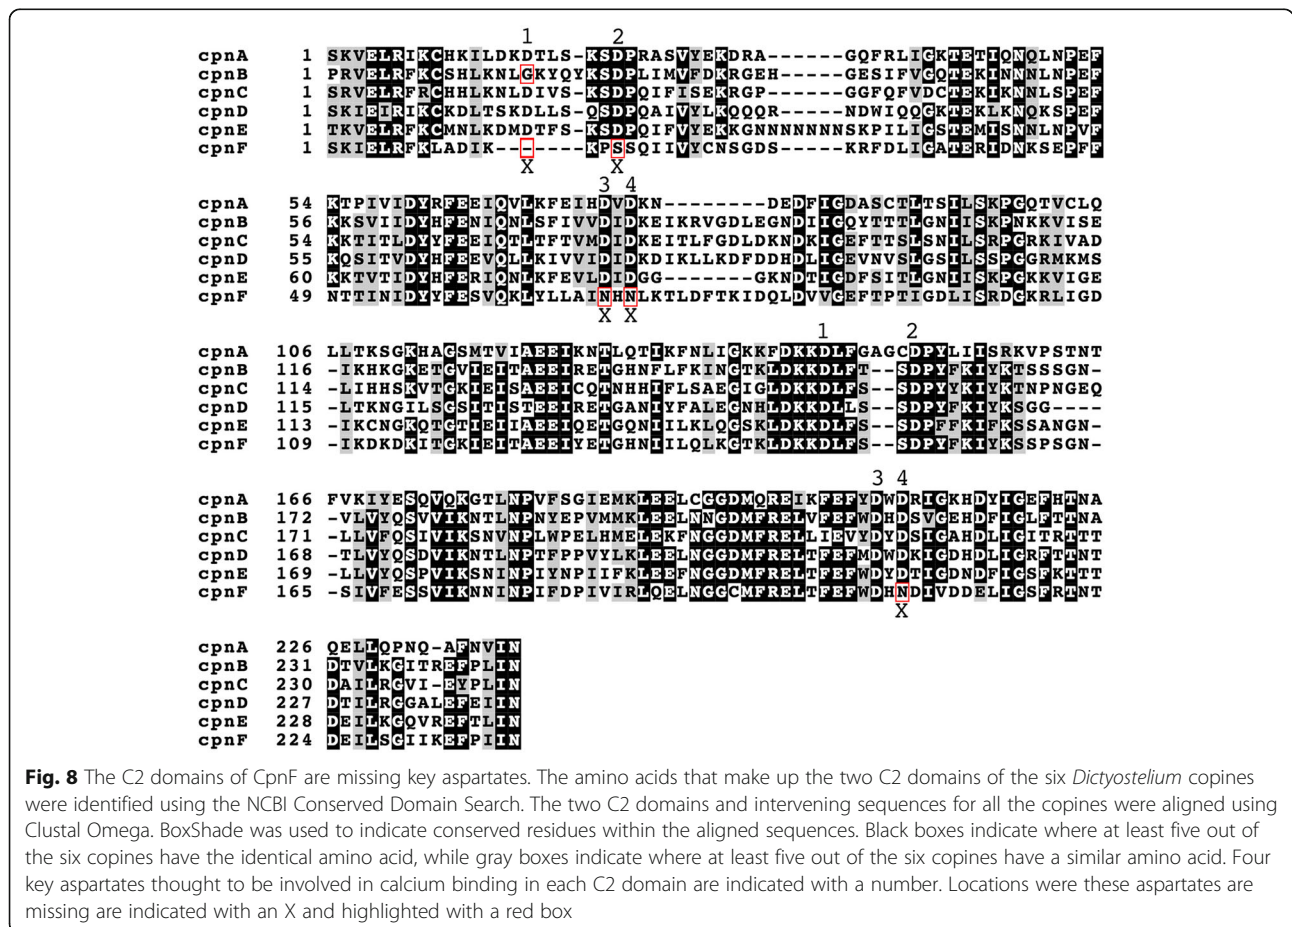 1 2
cpnA 1 SKVELRIKCHKILDKDTLS-KSDPRASVYEKDRA------GQFRLIGKTETIQNQLNPEF
cpnB 1 PRVELRFKCSHLKNLGKYQYKSDPLIMVFDKRGEH-----GESIFVGQTEKINNNLNPEF
cpnC 1 SRVELRFRCHHLKNLDIVS-KSDPQIFISEKRGP------GGFQFVDCTEKIKNNLSPEF
cpnD 1 SKIEIRIKCKDLTSKDLLS-QSDPQAIVYLKQQQR-----NDWIQQGKTEKLKNQKSPEF
cpnE 1 TKVELRFKCMNLKDMDTFS-KSDPQIFVYEKKGNNNNNNNSKPILIGSTEMISNNLNPVF
cpnF 1 SKIELRFKLADIK-------KPSSQIIVYCNSGDS-----KRFDLIGATERIDNKSEPFF
X X
3 4
cpnA 54 KTPIVIDYRFEEIQVLKFEIHDVDKN--------DEDFIGDASCTLTSILSKPGQTVCLQ
cpnB 56 KKSVIIDYHFENIQNLSFIVVDIDKEIKRVGDLEGNDIIGQYTTTLGNIISKPNKKVISE
cpnC 54 KKTITLDYYFEEIQTLTFTVMDIDKEITLFGDLDKNDKIGEFTTSLSNILSRPGRKIVAD
cpnD 55 KQSITVDYHFEEVQLLKIVVIDIDKDIKLLKDFDDHDLIGEVNVSLGSILSSPGGRMKMS
cpnE 60 KKTVTIDYHFERIQNLKFEVLDIDGG-------GKNDTIGDFSITLGNIISKPGKKVIGE
cpnF 49 NTTINIDYYFESVQKLYLLAINHNLKTLDFTKIDQLDVVGEFTPTIGDLISRDGKRLIGD
X X
1 2
cpnA 106 LLTKSGKHAGSMTVIAEEIKNTLQTIKFNLIGKKFDKKDLFGAGCDPYLIISRKVPSTNT
cpnB 116 -IKHKGKETGVIEITAEEIRETGHNFLFKINGTKLDKKDLFT--SDPYFKIYKTSSSGN-
cpnC 114 -LIHHSKVTGKIEISAEEICQTNHHIFLSAEGIGLDKKDLFS--SDPYYKIYKTNPNGEQ
cpnD 115 -LTKNGILSGSITISTEEIRETGANIYFALEGNHLDKKDLLS--SDPYFKIYKSGG----
cpnE 113 -IKCNGKQTGTIEIIAEEIQETGQNIILKLQGSKLDKKDLFS--SDPFFKIFKSSANGN-
cpnF 109 -IKDKDKITGKIEITAEEIYETGHNIILQLKGTKLDKKDLFS--SDPYFKIYKSSPSGN-
3 4
cpnA 166 FVKIYESQVQKGTLNPVFSGIEMKLEELCGGDMQREIKFEFYDWDRIGKHDYIGEFHTNA
cpnB 172 -VLVYQSVVIKNTLNPNYEPVMMKLEELNNGDMFRELVFEFWDHDSVGEHDFIGLFTTNA
cpnC 171 -LLVFQSIVIKSNVNPLWPELHMELEKFNGGDMFRELLIEVYDYDSIGAHDLIGITRTTT
cpnD 168 -TLVYQSDVIKNTLNPTFPPVYLKLEELNGGDMFRELTFEFMDWDKIGDHDLIGRFTTNT
cpnE 169 -LLVYQSPVIKSNINPIYNPIIFKLEEFNGGDMFRELTFEFWDYDTIGDNDFIGSFKTTT
cpnF 165 -SIVFESSVIKNNINPIFDPIVIRLQELNGGCMFRELTFEFWDHNDIVDDELIGSFRTNT
X
cpnA 226 QELLQPNQ-AFNVIN
cpnB 231 DTVLKGITREFPLIN
cpnC 230 DAILRGVI-EYPLIN
cpnD 227 DTILRGGALEFEIIN
cpnE 228 DEILKGQVREFTLIN
cpnF 224 DEILSGIIKEFPIIN
Fig. 8 The C2 domains of CpnF are missing key aspartates. The amino acids that make up the two C2 domains of the six Dictyostelium copines
were identified using the NCBI Conserved Domain Search. The two C2 domains and intervening sequences for all the copines were aligned using
Clustal Omega. BoxShade was used to indicate conserved residues within the aligned sequences. Black boxes indicate where at least five out of
the six copines have the identical amino acid, while gray boxes indicate where at least five out of the six copines have a similar amino acid. Four
key aspartates thought to be involved in calcium binding in each C2 domain are indicated with a number. Locations were these aspartates are
missing are indicated with an X and highlighted with a red box